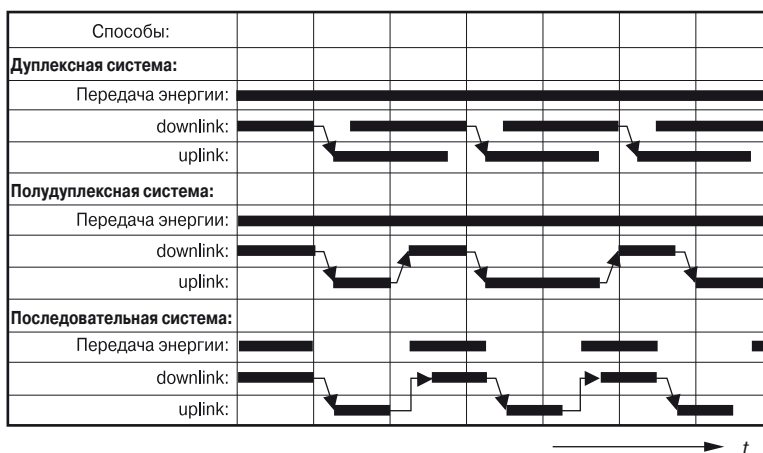 Способы:
Дуплексная система:
Передача энергии:
downlink:
uplink:
Полудуплексная система:
Передача энергии:
downlink:
uplink:
Последовательная система:
Передача энергии:
downlink:
uplink:
t